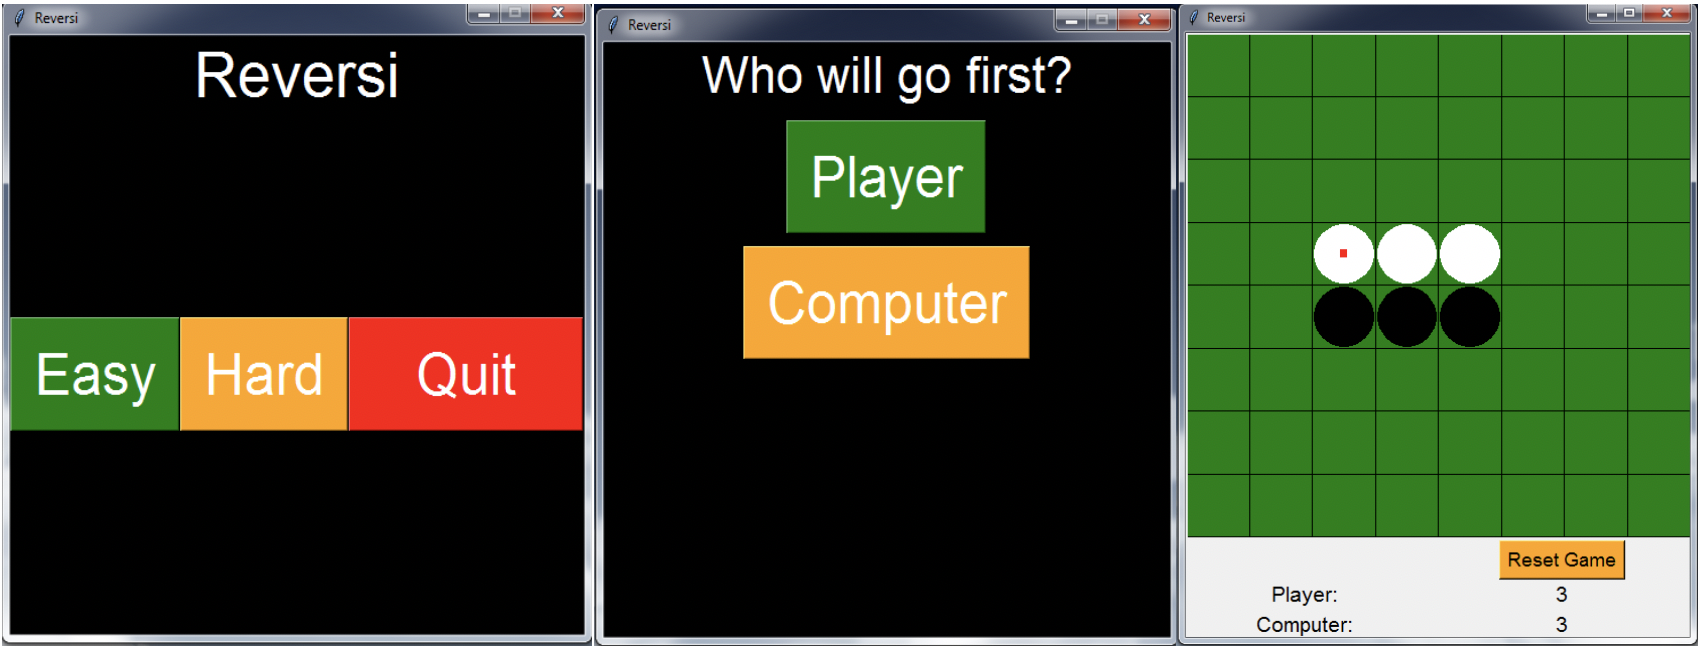 Reversi
Reversi
Easy Hard Quit
Reversi
Who will go first?
Player
Computer
Reversi
Reset Game
Player: 3
Computer: 3